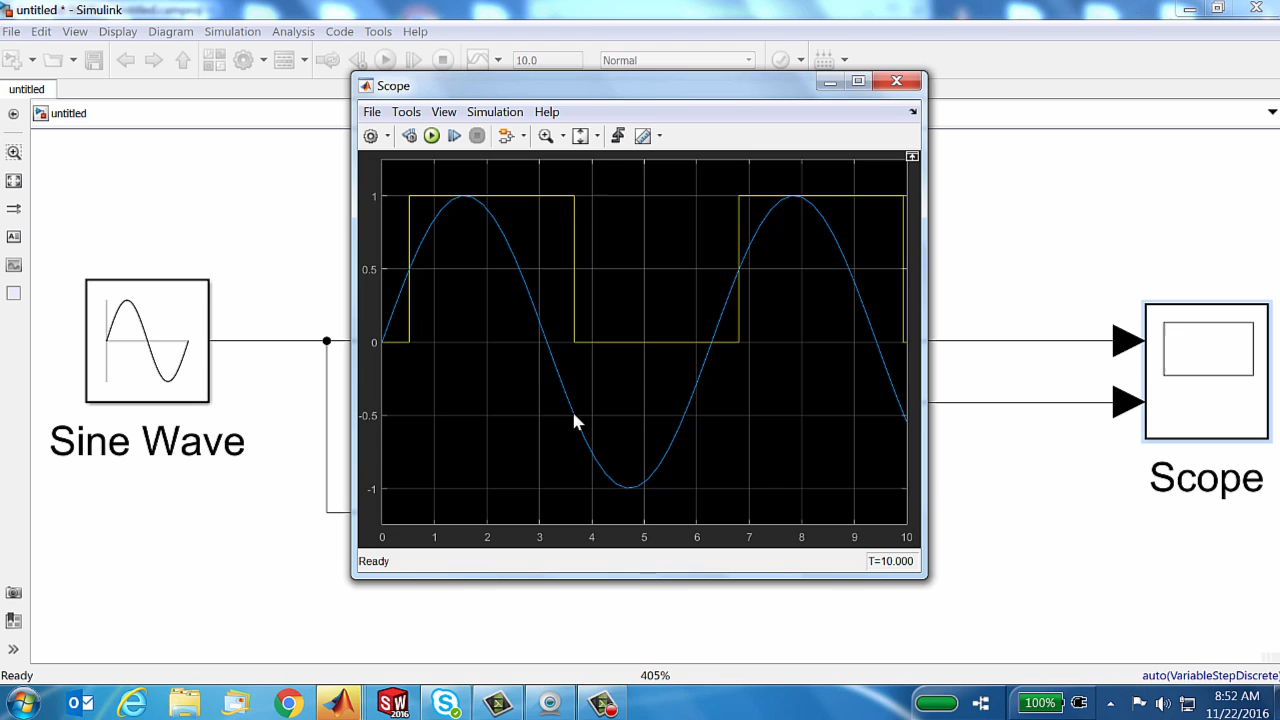 untitled * - Simulink
File Edit View Display Diagram Simulation Analysis Code Tools Help
10.0 Normal
untitled
untitled
Scope
File Tools View Simulation Help
1
0.5
0
-0.5
-1
0 1 2 3 4 5 6 7 8 9 10
Ready T=10.000
Sine Wave
Scope
Ready 405% auto(VariableStepDiscrete)
SW 2016
100%
8:52 AM
11/22/2016